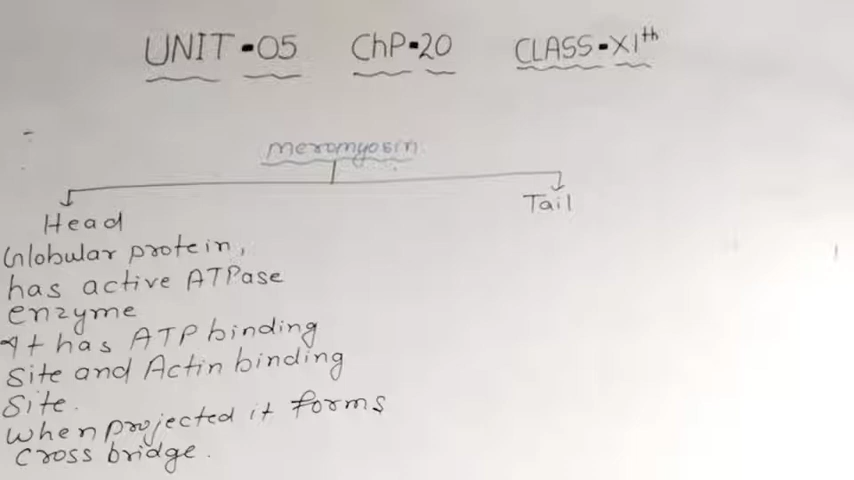 UNIT-05 ChP-20 CLASS-XIth
Meromyosin
Head
Tail
Globular protein,
has active ATPase
enzyme
It has ATP binding
Site and Actin binding
Site.
When projected it forms
Cross bridge.